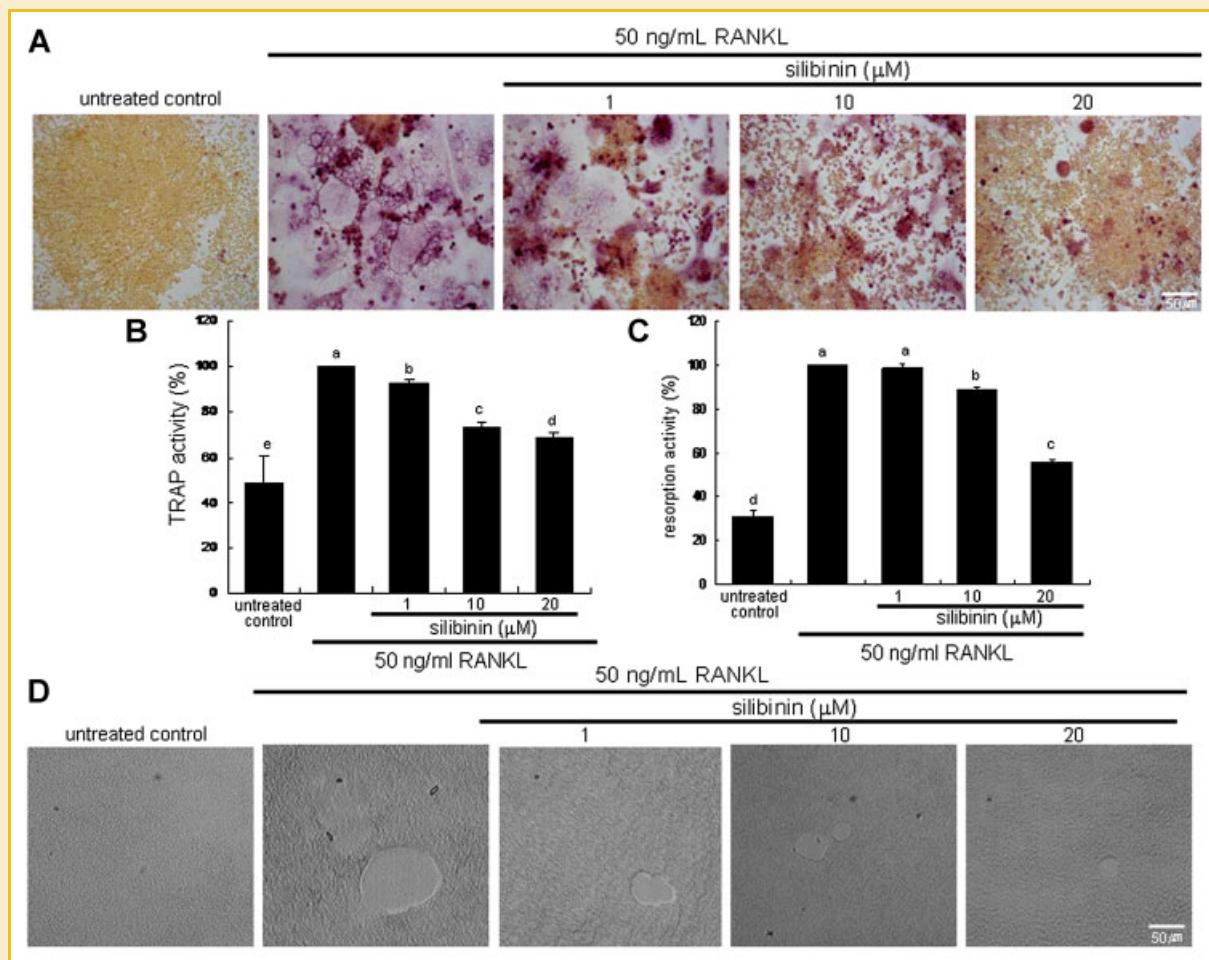 A
50 ng/mL RANKL
silibinin (μM)
untreated control
1
10
20
50㎛
B
120
100
80
60
40
20
0
TRAP activity (%)
e
a
b
c
d
untreated
control
1
10
20
silibinin (μM)
50 ng/ml RANKL
C
120
100
80
60
40
20
0
resorption activity (%)
d
a
a
b
c
untreated
control
1
10
20
silibinin (μM)
50 ng/ml RANKL
D
50 ng/mL RANKL
silibinin (μM)
untreated control
1
10
20
50㎛